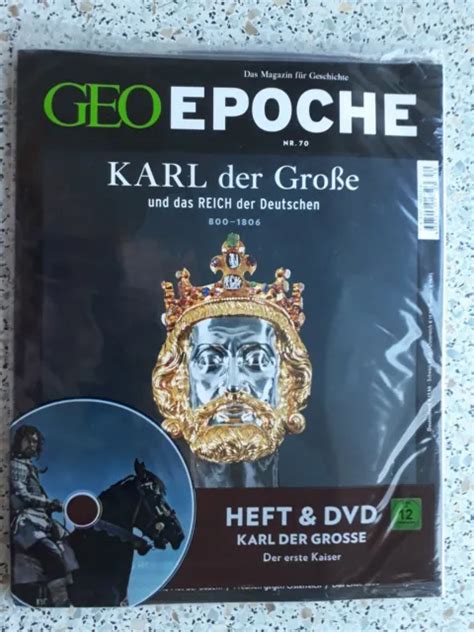 Das Magazin für Geschichte
GEO EPOCHE
NR. 70
KARL der Große
und das REICH der Deutschen
800–1806
HEFT & DVD
KARL DER GROSSE
Der erste Kaiser
12